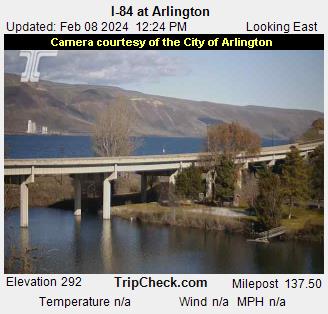 I-84 at Arlington
Updated: Feb 08 2024 12:24 PM Looking East
Camera courtesy of the City of Arlington
Elevation 292 TripCheck.com Milepost 137.50
Temperature n/a Wind n/a MPH n/a